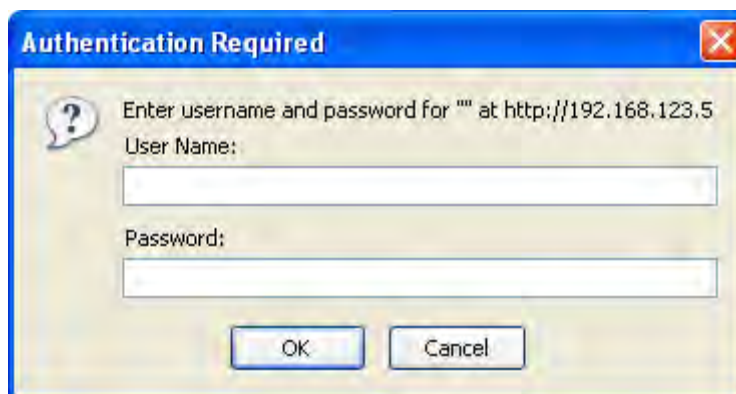 Authentication Required
Enter username and password for "" at http://192.168.123.5
User Name:
Password:
OK Cancel